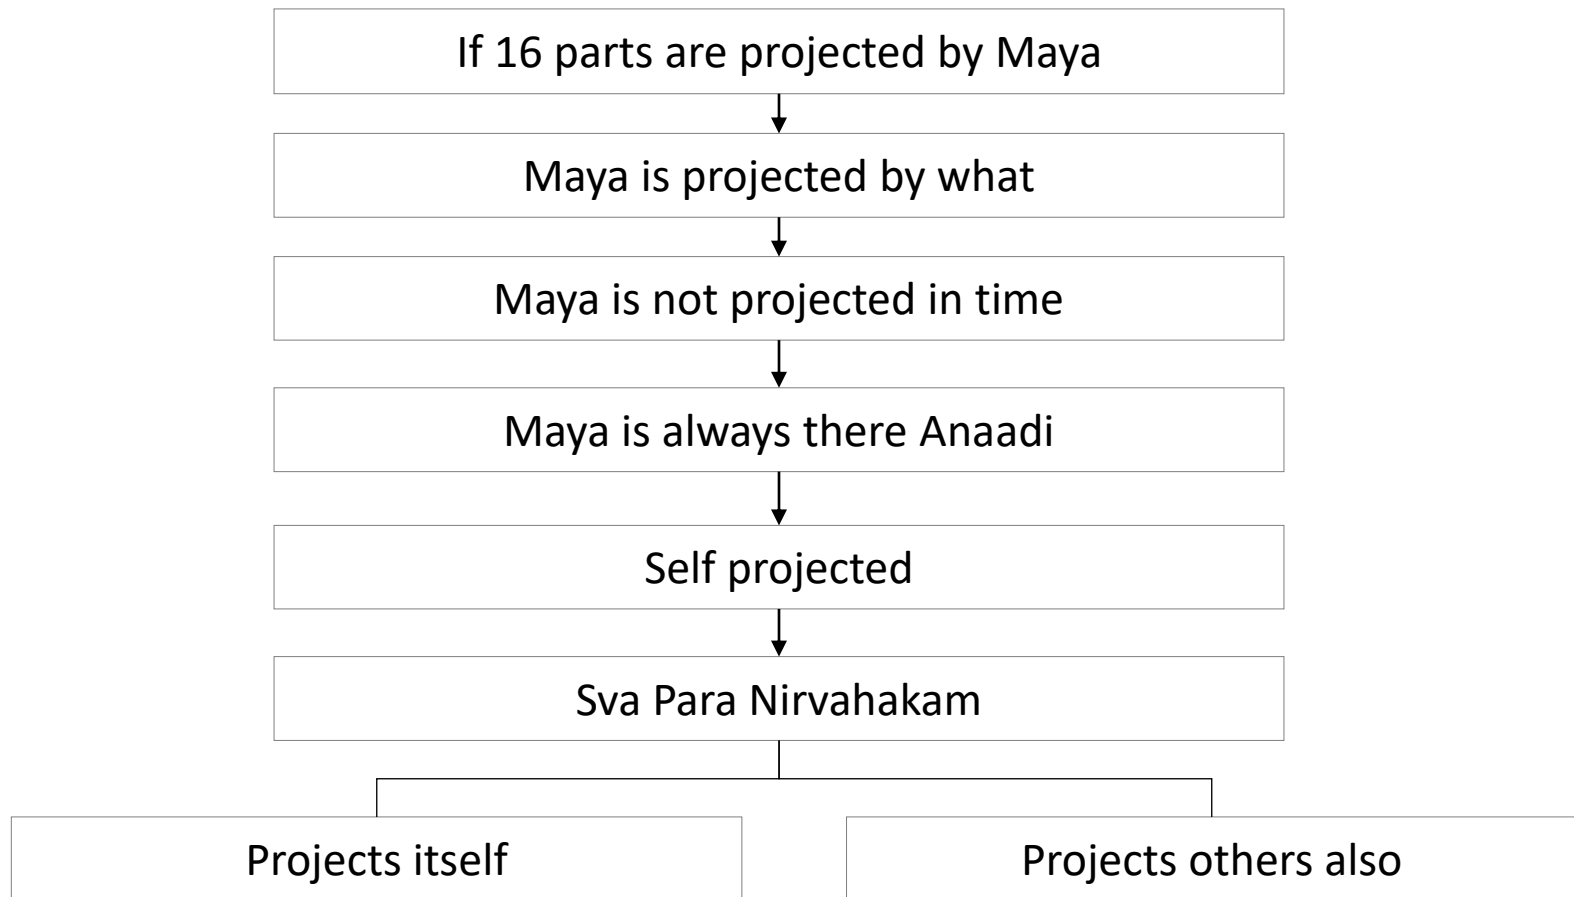 If 16 parts are projected by Maya
Maya is projected by what
Maya is not projected in time
Maya is always there Anaadi
Self projected
Sva Para Nirvahakam
Projects itself
Projects others also